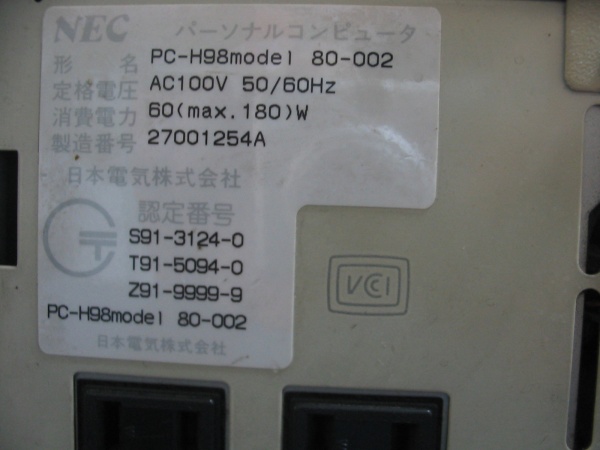 NEC パーソナルコンピュータ
形 名 PC-H98model 80-002
定格電圧 AC100V 50/60Hz
消費電力 60(max.180)W
製造番号 27001254A
日本電気株式会社
認定番号
S91-3124-0
T91-5094-0
Z91-9999-9
PC-H98model 80-002
日本電気株式会社
VCCI